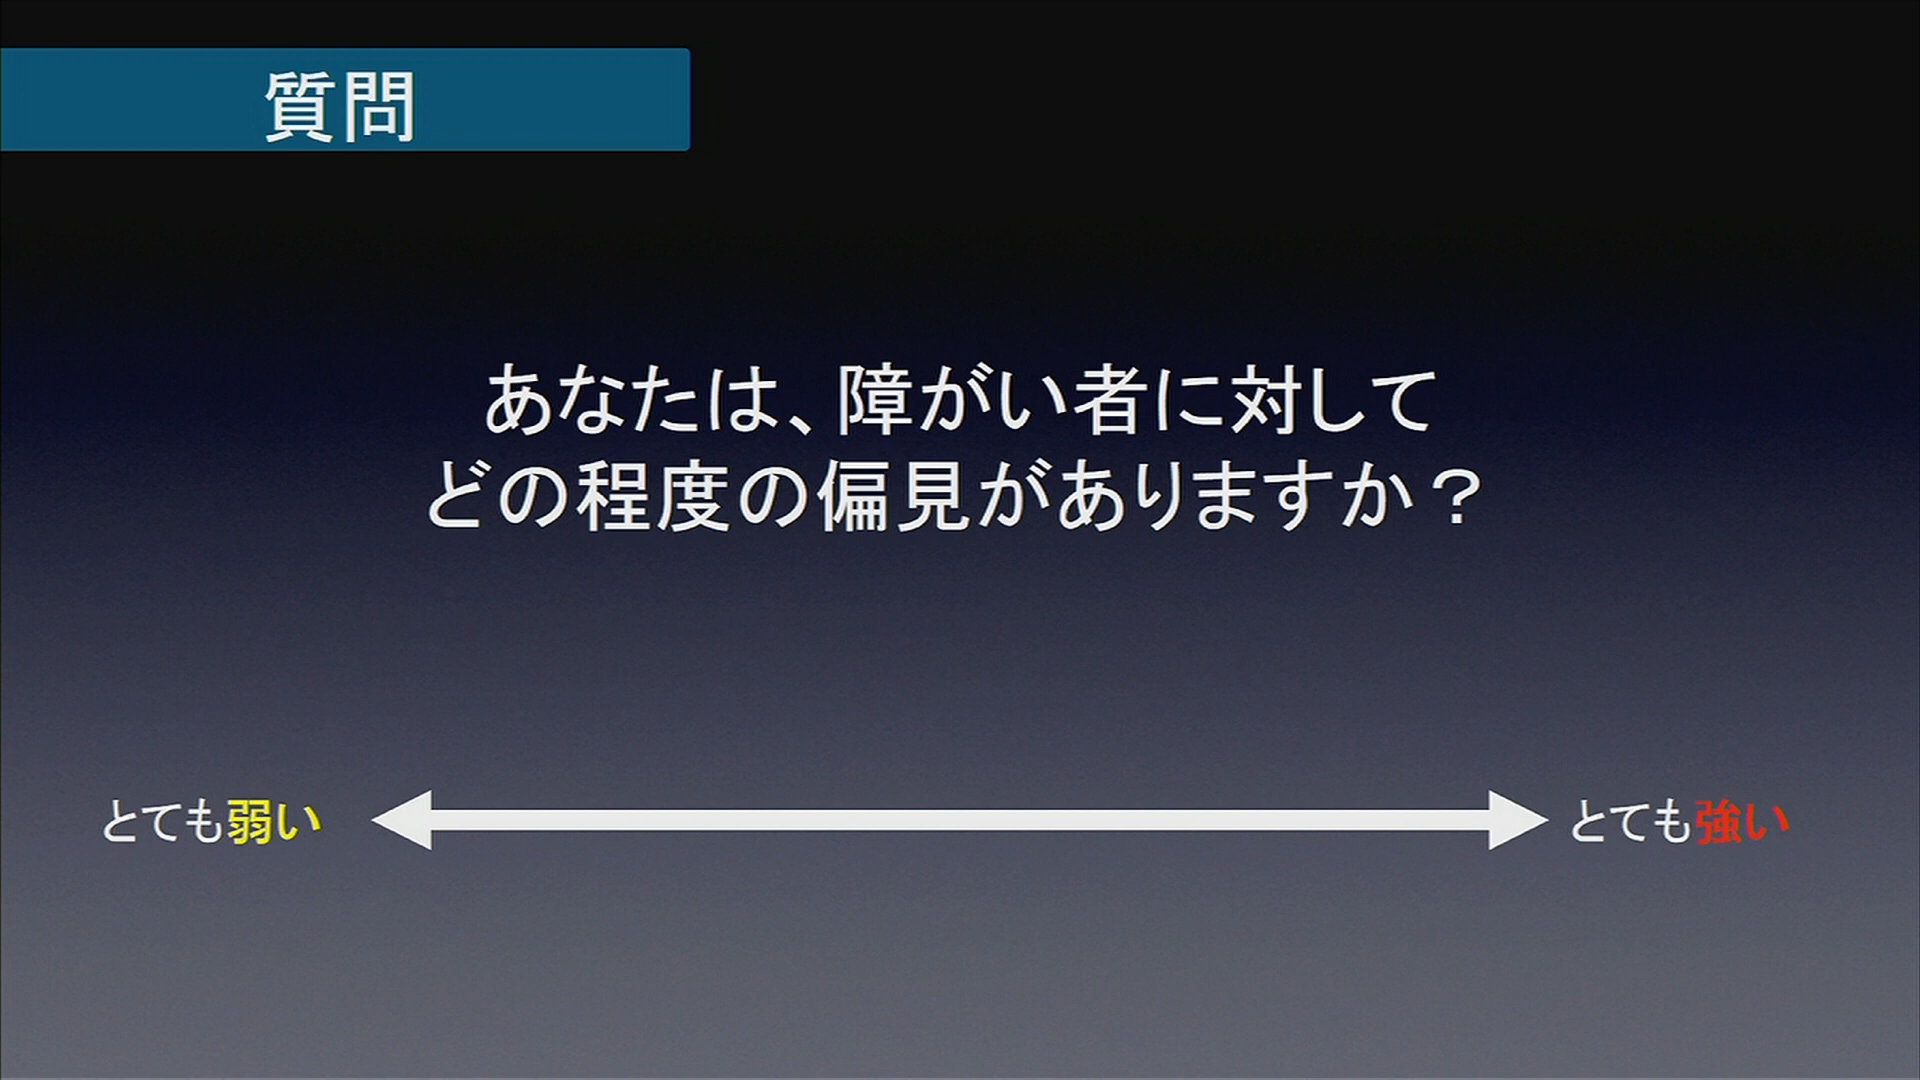 質問
あなたは、障がい者に対して
どの程度の偏見がありますか？
とても弱い
とても強い